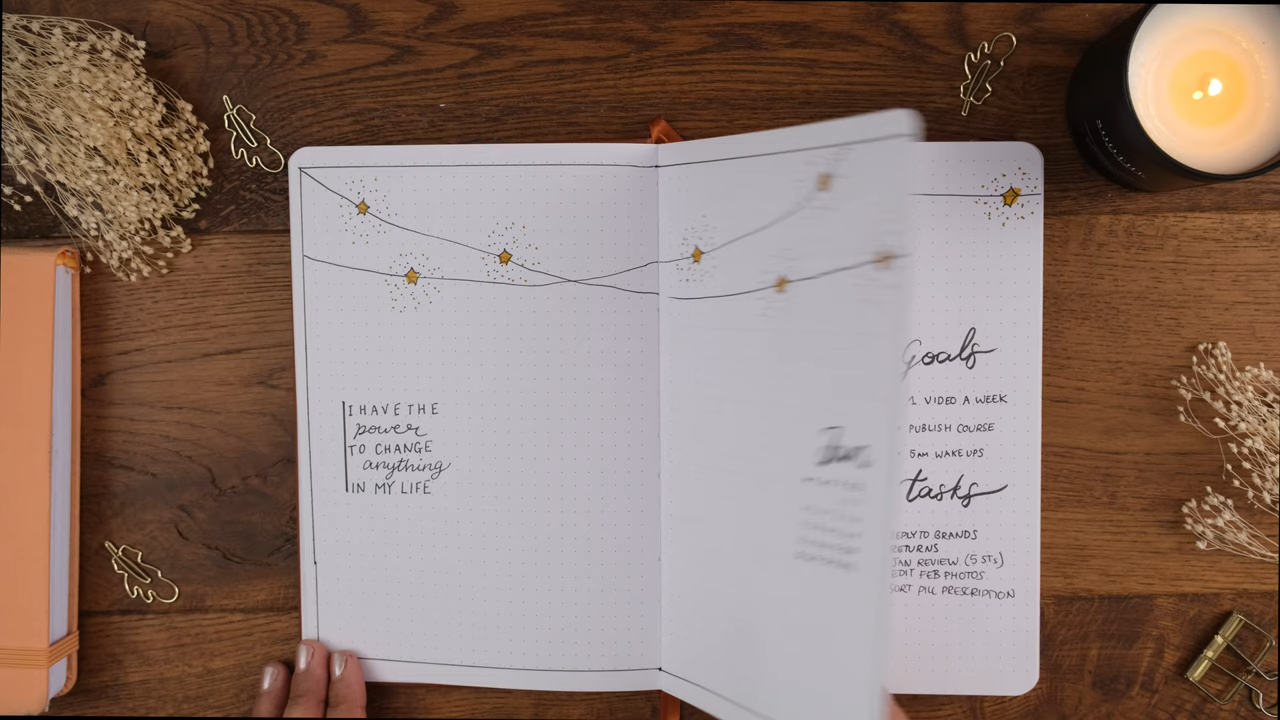 I HAVE THE
power
TO CHANGE
anything
IN MY LIFE
Goals
1 VIDEO A WEEK
PUBLISH COURSE
5AM WAKE UPS
tasks
EPLY TO BRANDS
RETURNS
JAN REVIEW (5 STS)
EDIT FEB PHOTOS
SORT PILL PRESCRIPTION